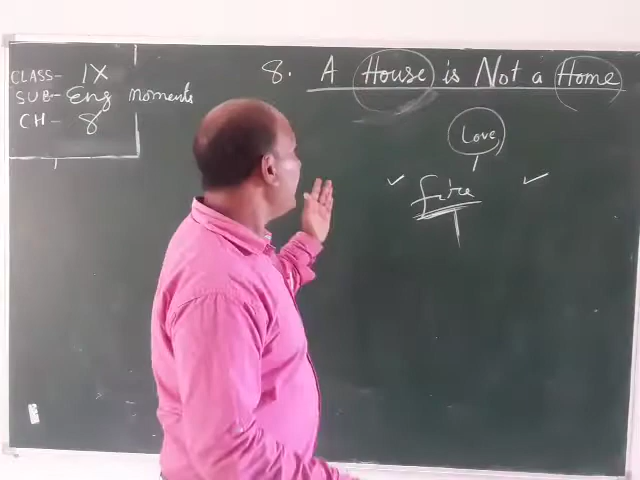 CLASS- IX
SUB- Eng Moments
CH- 8
8. A House is Not a Home
Love
fire